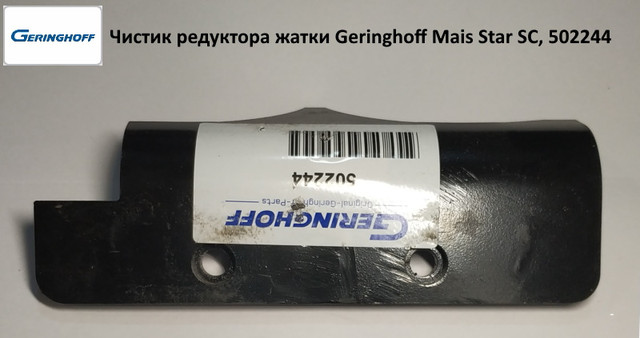 GERINGHOFF
Чистик редуктора жатки Geringhoff Mais Star SC, 502244
502244
Original-Geringhoff-Parts
GERINGHOFF